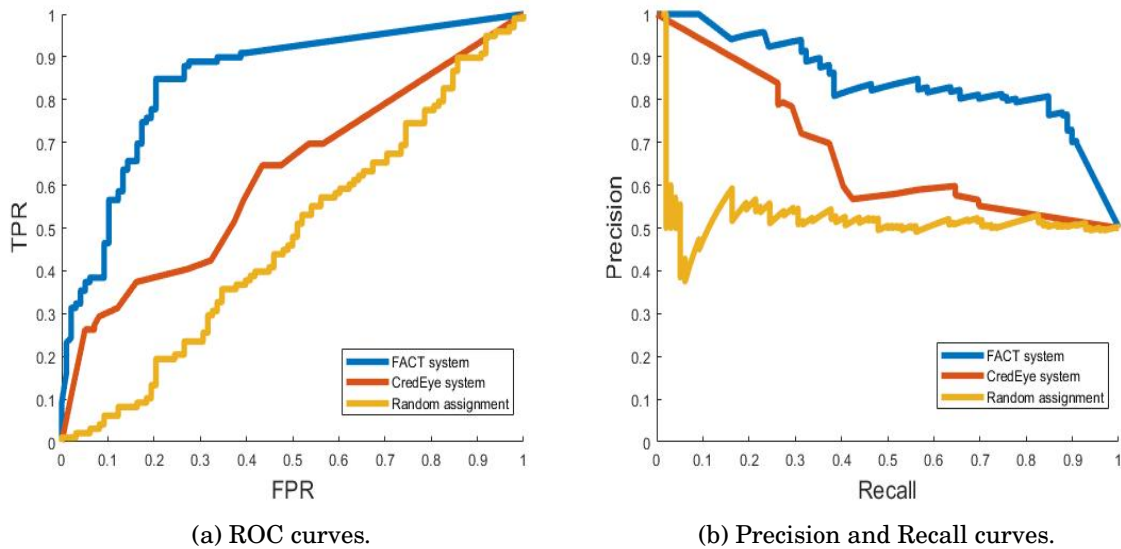 1
0.9
0.8
0.7
0.6
0.5
0.4
0.3
0.2
0.1
0
TPR
0 0.1 0.2 0.3 0.4 0.5 0.6 0.7 0.8 0.9 1
FPR
FACT system
CredEye system
Random assignment
(a) ROC curves.
1
0.9
0.8
0.7
0.6
0.5
0.4
0.3
0.2
0.1
0
Precision
0 0.1 0.2 0.3 0.4 0.5 0.6 0.7 0.8 0.9 1
Recall
FACT system
CredEye system
Random assignment
(b) Precision and Recall curves.